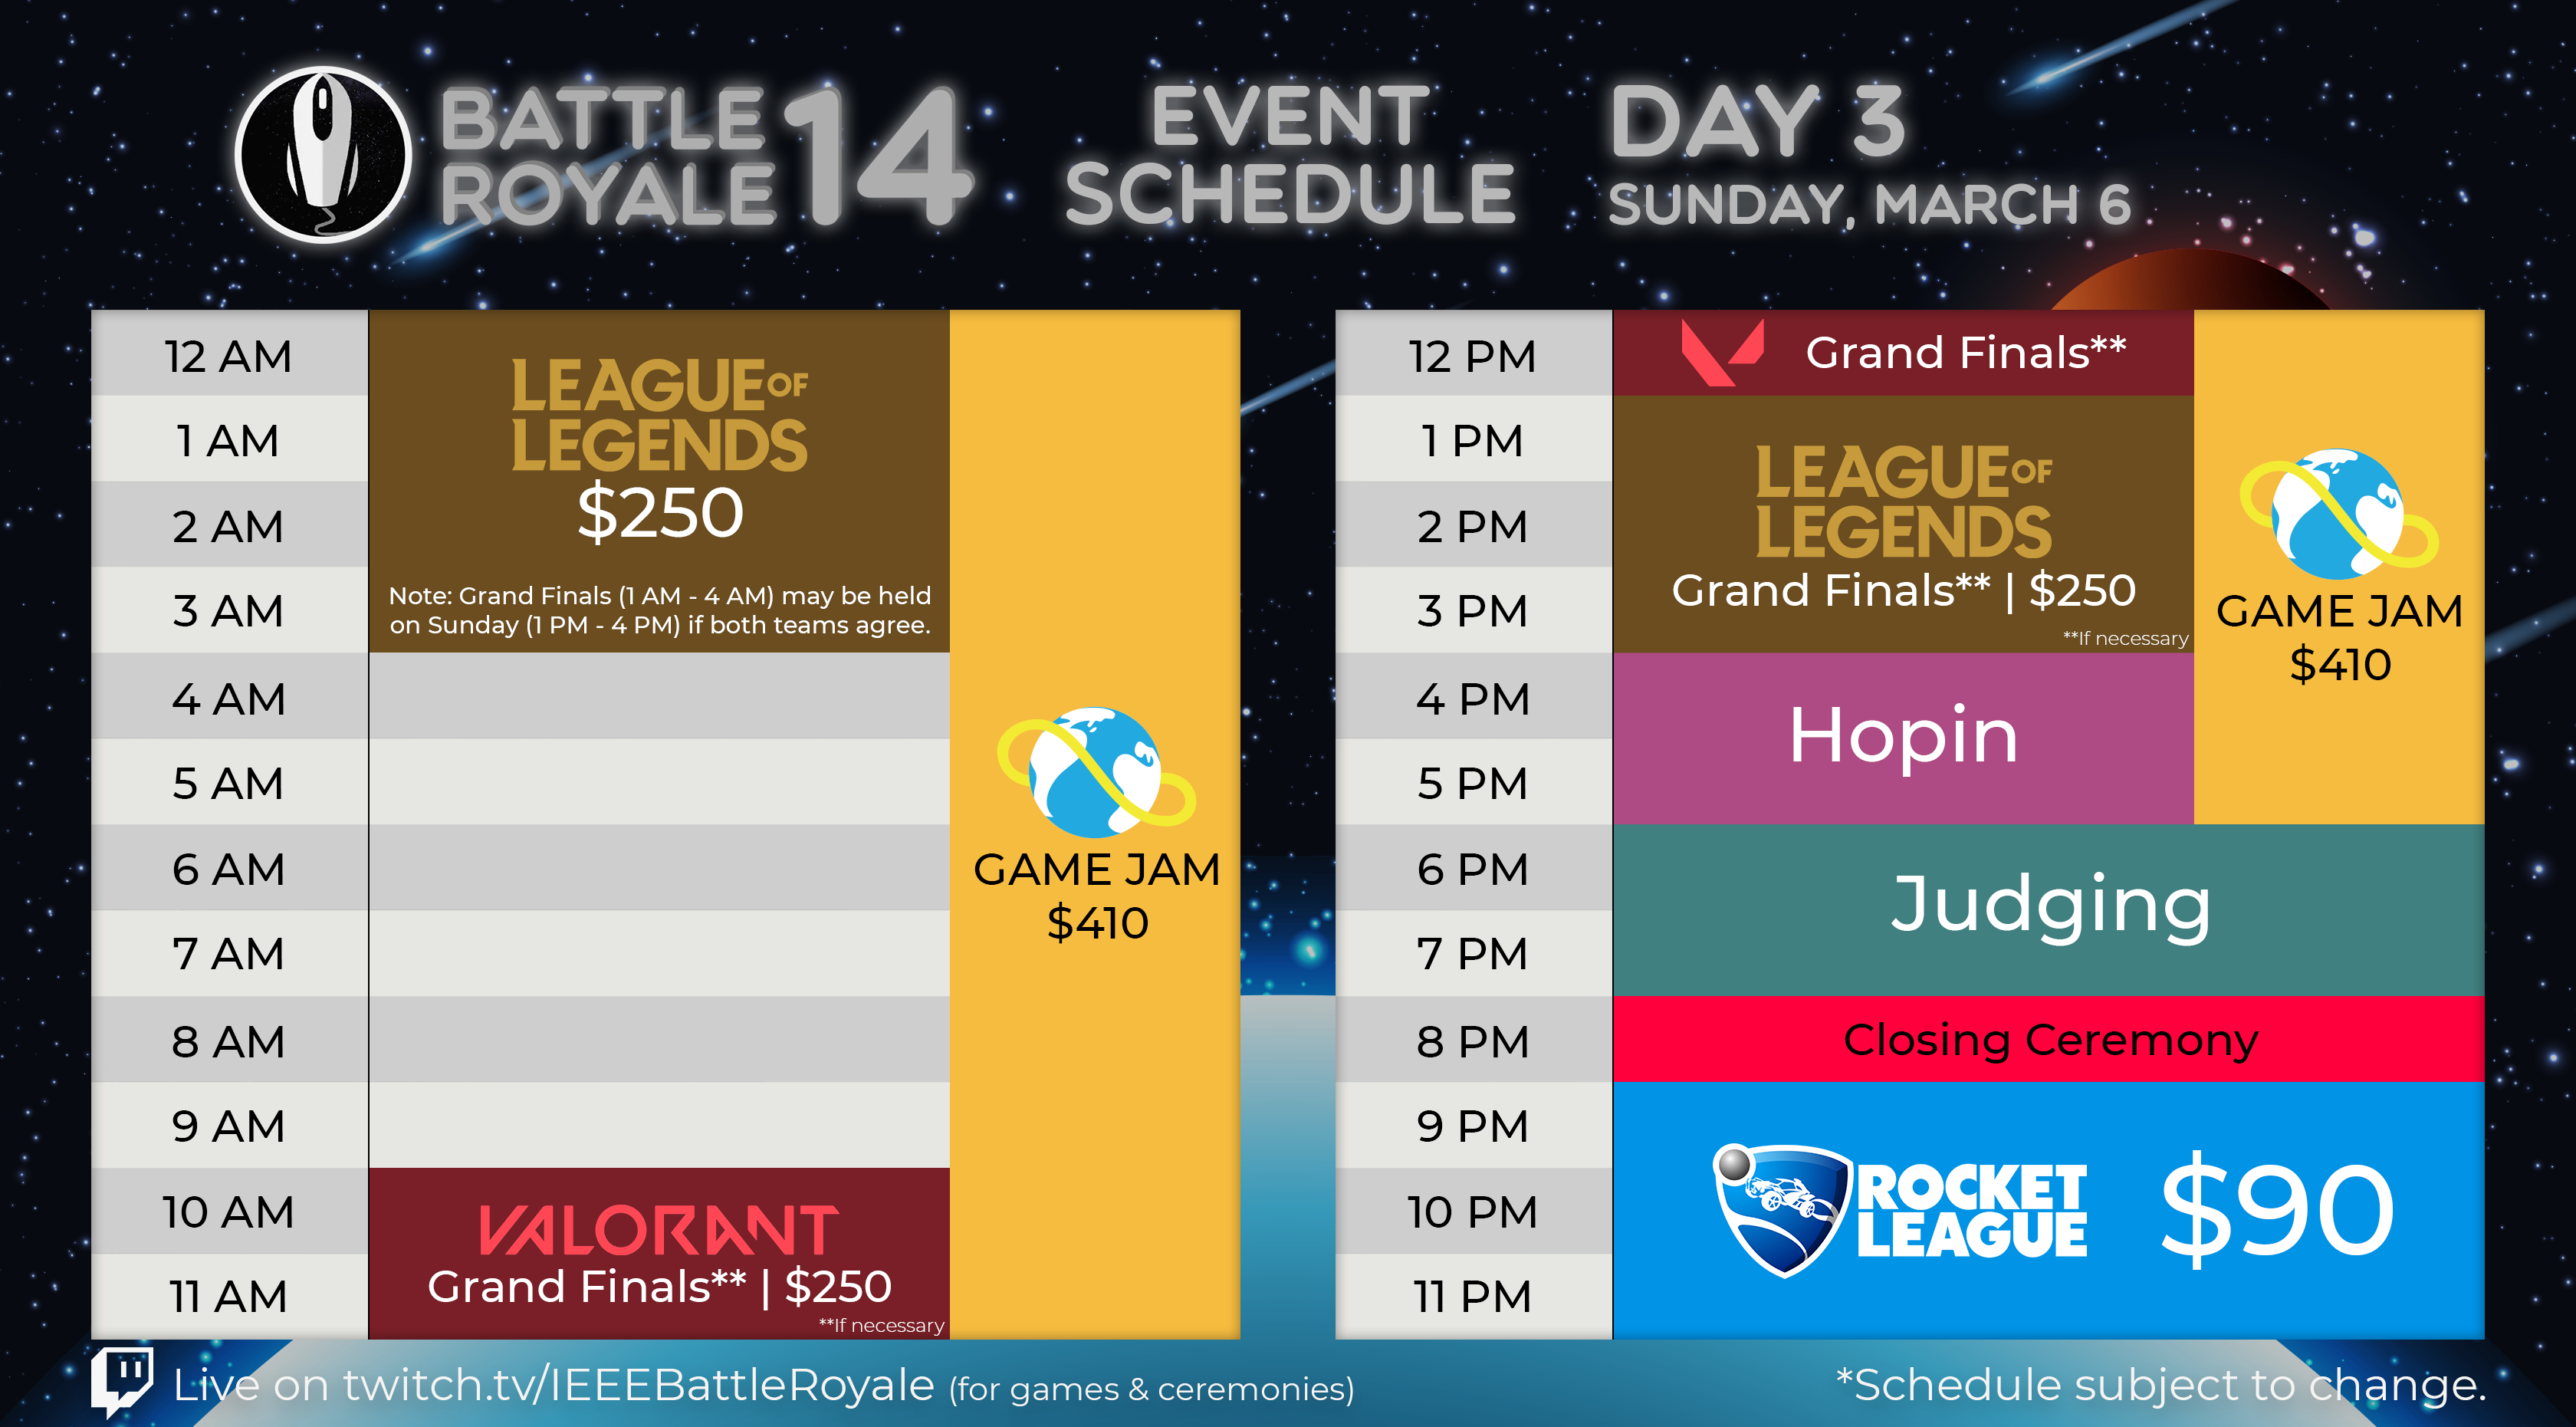 BATTLE
ROYALE 14
EVENT
SCHEDULE
DAY 3
SUNDAY, MARCH 6
12 AM
1 AM
2 AM
3 AM
4 AM
5 AM
6 AM
7 AM
8 AM
9 AM
10 AM
11 AM
LEAGUE OF
LEGENDS
$250
Note: Grand Finals (1 AM - 4 AM) may be held
on Sunday (1 PM - 4 PM) if both teams agree.
VALORANT
Grand Finals** | $250
**If necessary
GAME JAM
$410
12 PM
1 PM
2 PM
3 PM
4 PM
5 PM
6 PM
7 PM
8 PM
9 PM
10 PM
11 PM
Grand Finals**
LEAGUE OF
LEGENDS
Grand Finals** | $250
**If necessary
GAME JAM
$410
Hopin
Judging
Closing Ceremony
ROCKET
LEAGUE
$90
Live on twitch.tv/IEEEBattleRoyale (for games & ceremonies)
*Schedule subject to change.